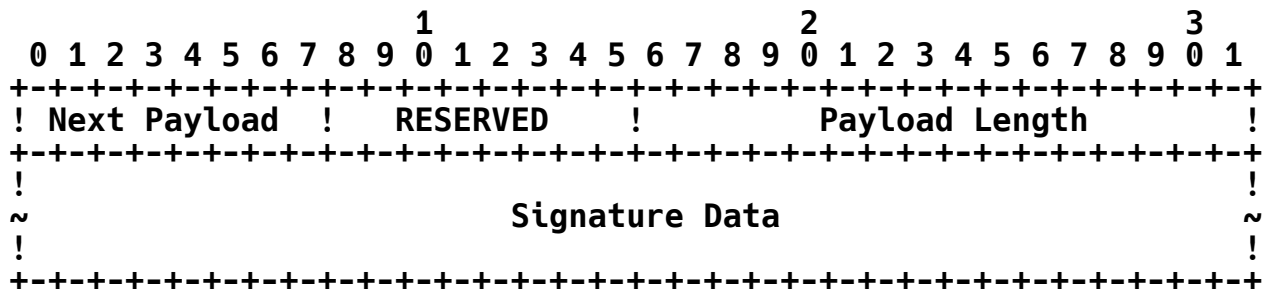 1                   2                   3
 0 1 2 3 4 5 6 7 8 9 0 1 2 3 4 5 6 7 8 9 0 1 2 3 4 5 6 7 8 9 0 1
+-+-+-+-+-+-+-+-+-+-+-+-+-+-+-+-+-+-+-+-+-+-+-+-+-+-+-+-+-+-+-+-+
! Next Payload  !   RESERVED    !         Payload Length        !
+-+-+-+-+-+-+-+-+-+-+-+-+-+-+-+-+-+-+-+-+-+-+-+-+-+-+-+-+-+-+-+-+
!                                                               !
~                         Signature Data                        ~
!                                                               !
+-+-+-+-+-+-+-+-+-+-+-+-+-+-+-+-+-+-+-+-+-+-+-+-+-+-+-+-+-+-+-+-+